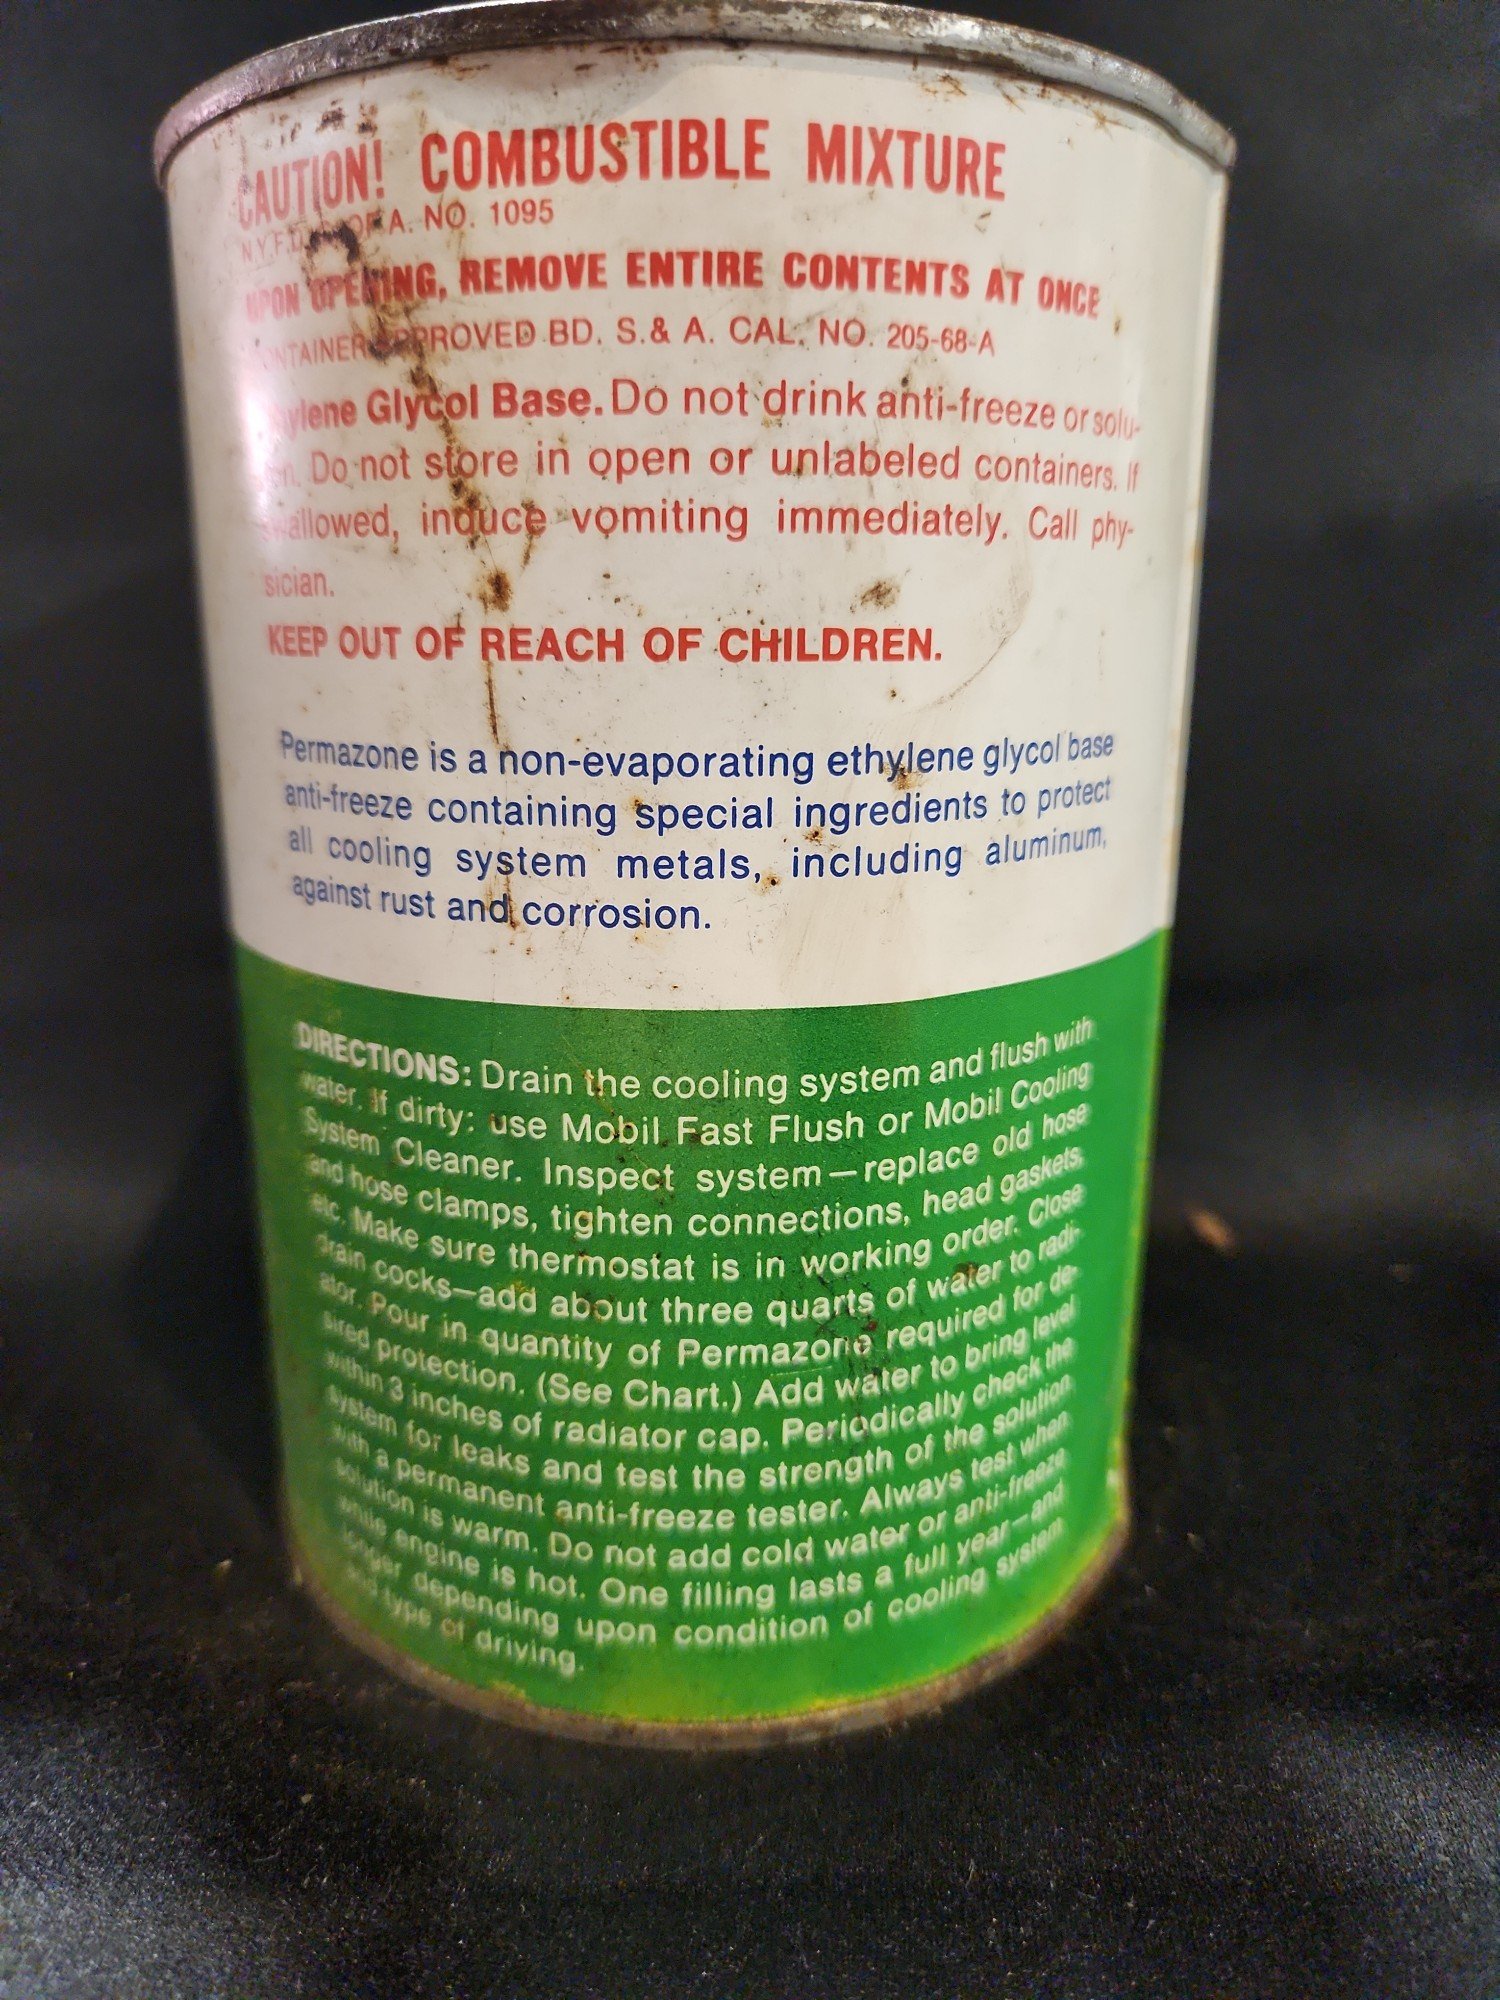 CAUTION! COMBUSTIBLE MIXTURE
N.Y.F.D. OF A. NO. 1095
UPON OPENING, REMOVE ENTIRE CONTENTS AT ONCE
CONTAINER APPROVED BD. S. & A. CAL. NO. 205-68-A
Ethylene Glycol Base. Do not drink anti-freeze or solu-
tion. Do not store in open or unlabeled containers. If
swallowed, induce vomiting immediately. Call phy-
sician.
KEEP OUT OF REACH OF CHILDREN.
Permazone is a non-evaporating ethylene glycol base
anti-freeze containing special ingredients to protect
all cooling system metals, including aluminum,
against rust and corrosion.
DIRECTIONS: Drain the cooling system and flush with
water. If dirty: use Mobil Fast Flush or Mobil Cooling
System Cleaner. Inspect system—replace old hose
and hose clamps, tighten connections, head gaskets,
etc. Make sure thermostat is in working order. Close
drain cocks—add about three quarts of water to radi-
ator. Pour in quantity of Permazone required for de-
sired protection. (See Chart.) Add water to bring level
within 3 inches of radiator cap. Periodically check the
system for leaks and test the strength of the solution
with a permanent anti-freeze tester. Always test when
solution is warm. Do not add cold water or anti-freeze
while engine is hot. One filling lasts a full year—and
longer depending upon condition of cooling system
and type of driving.